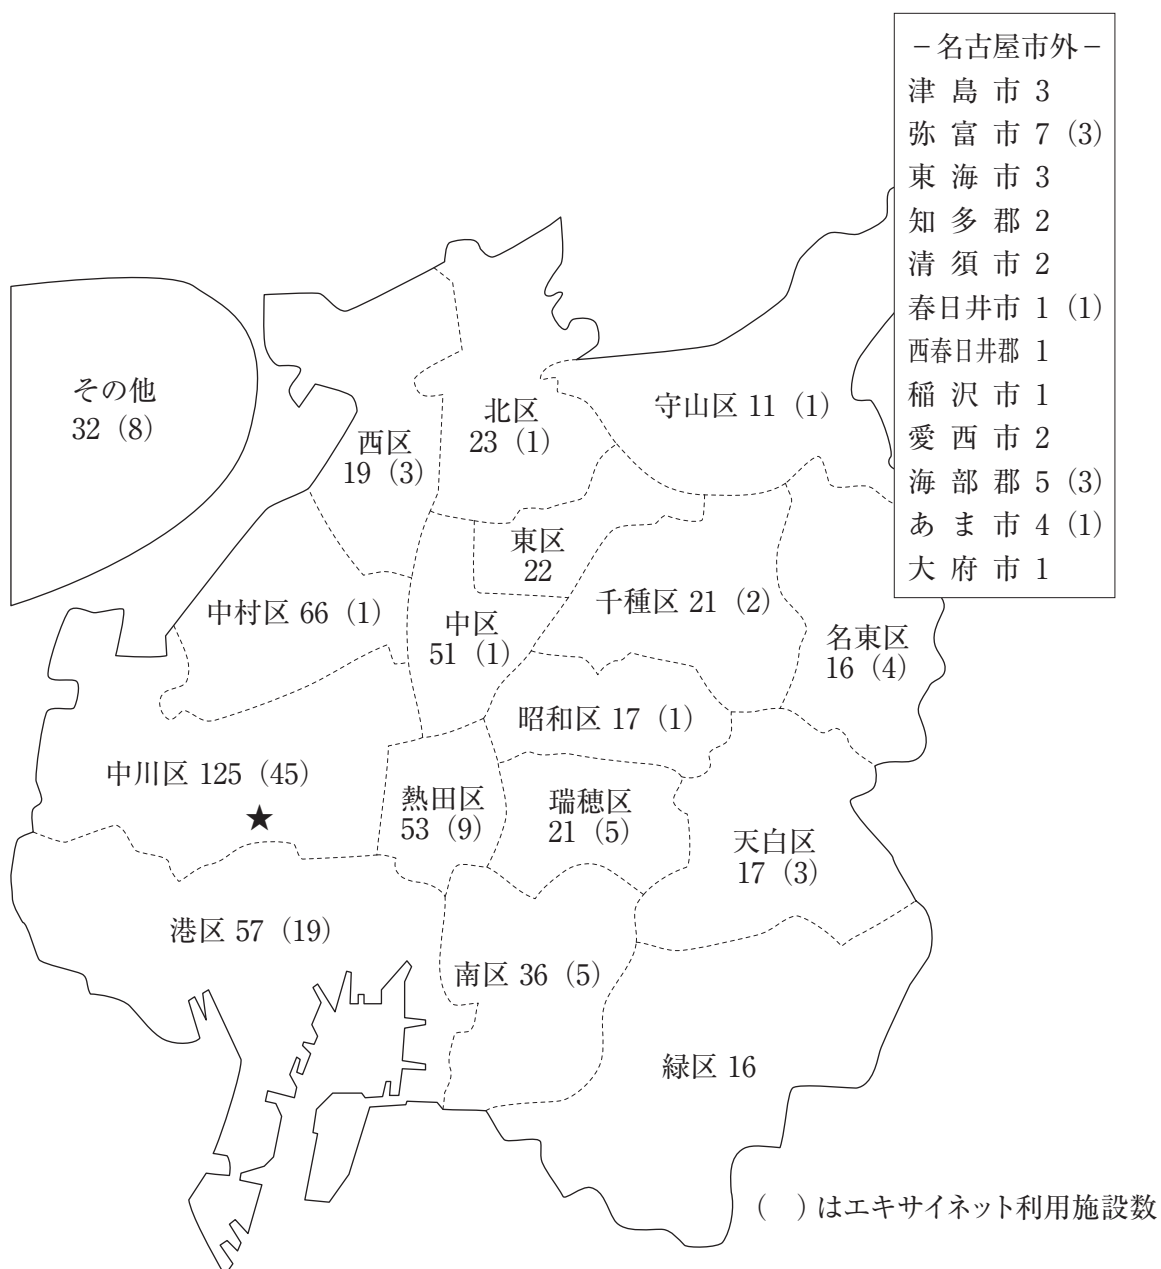 －名古屋市外－
津島市 3
弥富市 7 (3)
東海市 3
知多郡 2
清須市 2
春日井市 1 (1)
西春日井郡 1
稲沢市 1
愛西市 2
海部郡 5 (3)
あま市 4 (1)
大府市 1
その他
32 (8)
西区
19 (3)
北区
23 (1)
守山区 11 (1)
東区
22
中村区 66 (1)
中区
51 (1)
千種区 21 (2)
名東区
16 (4)
昭和区 17 (1)
中川区 125 (45)
★
熱田区
53 (9)
瑞穂区
21 (5)
天白区
17 (3)
港区 57 (19)
南区 36 (5)
緑区 16
(　) はエキサイネット利用施設数